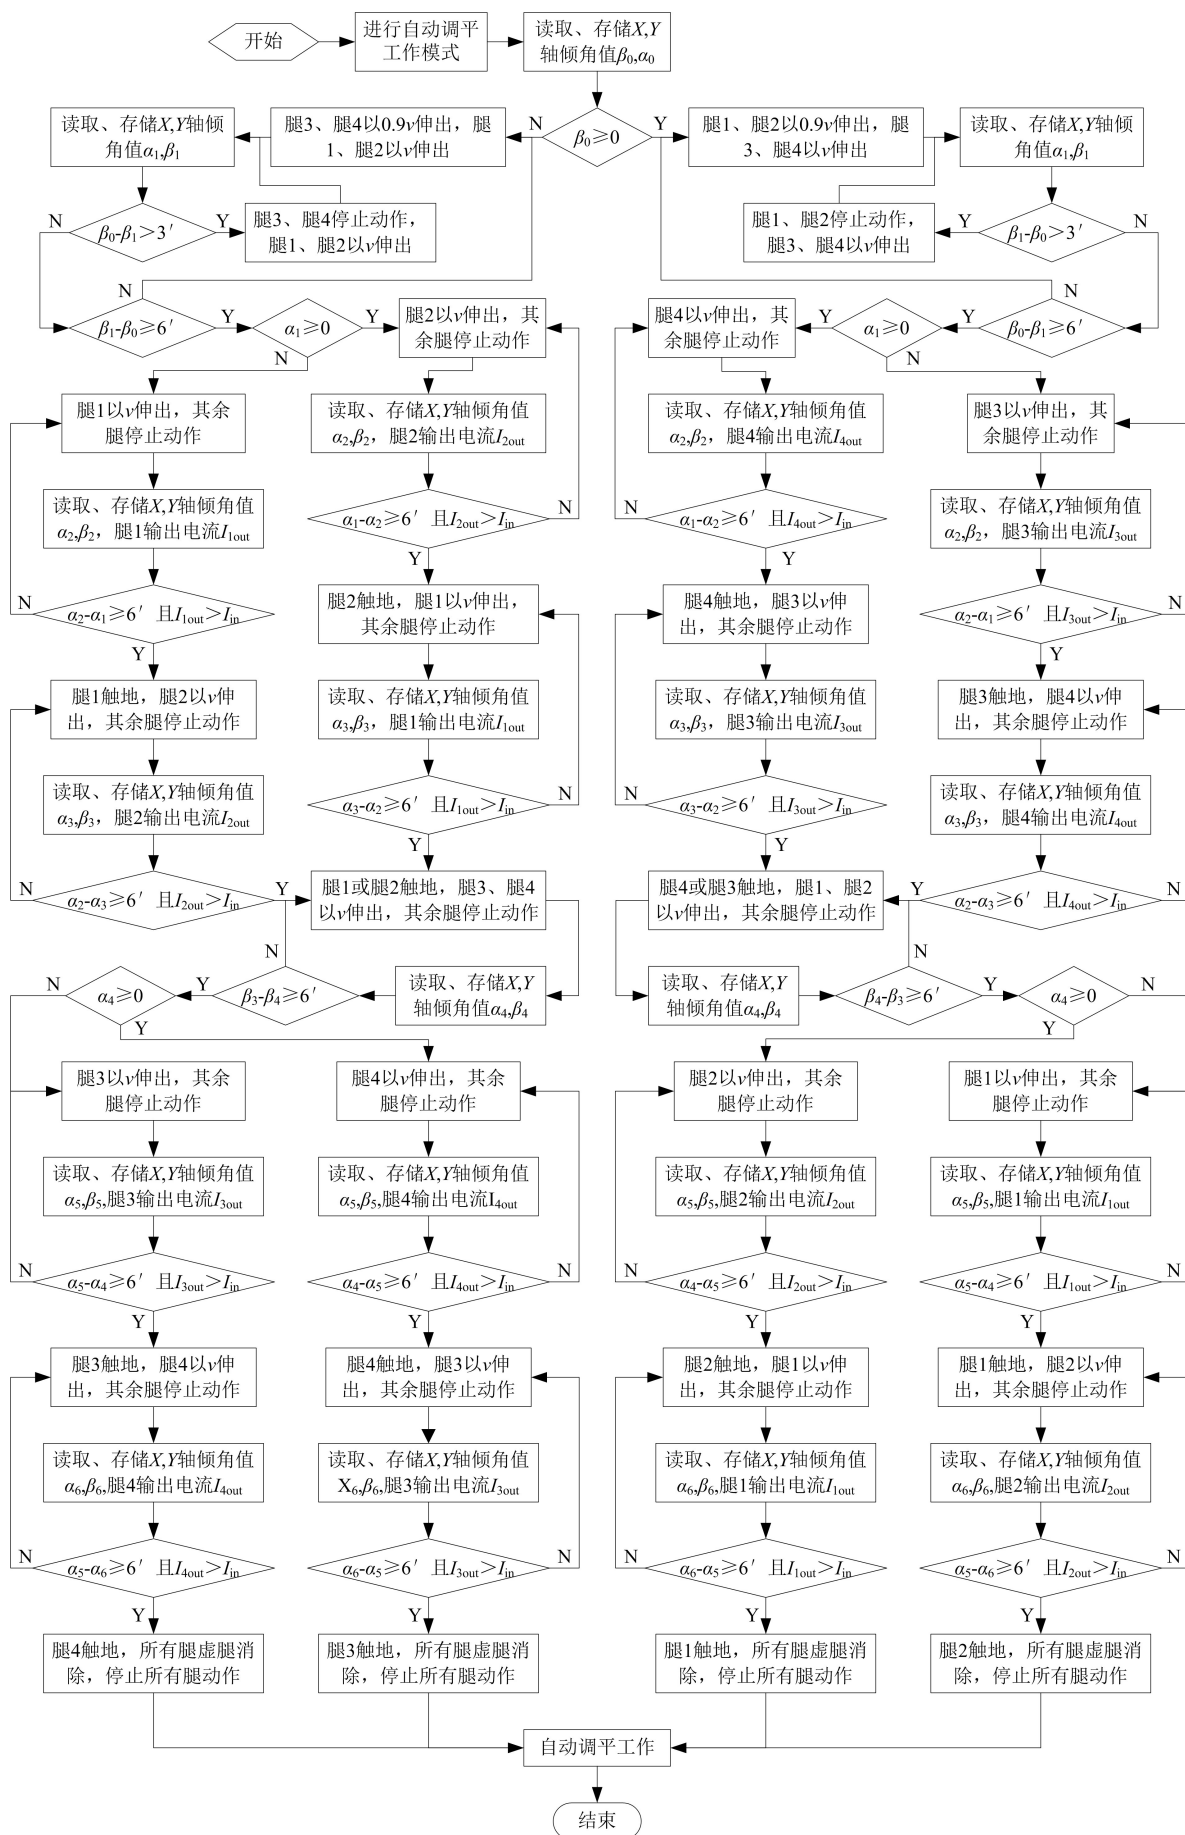 开始
进行自动调平
工作模式
读取、存储X,Y
轴倾角值β₀,α₀
读取、存储X,Y轴倾
角值α₁,β₁
腿3、腿4以0.9v伸出，腿
1、腿2以v伸出
N
β₀≥0
Y
腿1、腿2以0.9v伸出，腿
3、腿4以v伸出
读取、存储X,Y轴倾
角值α₁,β₁
N
β₀-β₁＞3′
Y
腿3、腿4停止动作，
腿1、腿2以v伸出
腿1、腿2停止动作，
腿3、腿4以v伸出
Y
β₁-β₀＞3′
N
N
β₁-β₀≥6′
Y
α₁≥0
Y
N
腿2以v伸出，其
余腿停止动作
腿4以v伸出，其
余腿停止动作
Y
α₁≥0
N
Y
β₀-β₁≥6′
N
腿1以v伸出，其余
腿停止动作
读取、存储X,Y轴倾角值
α₂,β₂，腿2输出电流I₂out
读取、存储X,Y轴倾角值
α₂,β₂，腿4输出电流I₄out
腿3以v伸出，其
余腿停止动作
读取、存储X,Y轴倾角值
α₂,β₂，腿1输出电流I₁out
α₁-α₂≥6′ 且I₂out＞Iin
N
Y
N
α₁-α₂≥6′ 且I₄out＞Iin
Y
读取、存储X,Y轴倾角值
α₂,β₂，腿3输出电流I₃out
N
α₂-α₁≥6′ 且I₁out＞Iin
Y
腿2触地，腿1以v伸出，
其余腿停止动作
腿4触地，腿3以v伸
出，其余腿停止动作
α₂-α₁≥6′ 且I₃out＞Iin
N
Y
腿1触地，腿2以v伸
出，其余腿停止动作
读取、存储X,Y轴倾角值
α₃,β₃，腿1输出电流I₁out
读取、存储X,Y轴倾角值
α₃,β₃，腿3输出电流I₃out
腿3触地，腿4以v伸
出，其余腿停止动作
读取、存储X,Y轴倾角值
α₃,β₃，腿2输出电流I₂out
α₃-α₂≥6′ 且I₁out＞Iin
N
Y
N
α₃-α₂≥6′ 且I₃out＞Iin
Y
读取、存储X,Y轴倾角值
α₃,β₃，腿4输出电流I₄out
N
α₂-α₃≥6′ 且I₂out＞Iin
Y
腿1或腿2触地，腿3、腿4
以v伸出，其余腿停止动作
腿4或腿3触地，腿1、腿2
以v伸出，其余腿停止动作
Y
α₂-α₃≥6′ 且I₄out＞Iin
N
N
α₄≥0
Y
Y
β₃-β₄≥6′
N
读取、存储X,Y
轴倾角值α₄,β₄
读取、存储X,Y
轴倾角值α₄,β₄
N
β₄-β₃≥6′
Y
α₄≥0
N
Y
腿3以v伸出，其余
腿停止动作
腿4以v伸出，其余
腿停止动作
腿2以v伸出，其余
腿停止动作
腿1以v伸出，其余
腿停止动作
读取、存储X,Y轴倾角值
α₅,β₅,腿3输出电流I₃out
读取、存储X,Y轴倾角值
α₅,β₅,腿4输出电流I₄out
读取、存储X,Y轴倾角值
α₅,β₅,腿2输出电流I₂out
读取、存储X,Y轴倾角值
α₅,β₅,腿1输出电流I₁out
N
α₅-α₄≥6′ 且I₃out＞Iin
Y
α₄-α₅≥6′ 且I₄out＞Iin
N
Y
N
α₄-α₅≥6′ 且I₂out＞Iin
Y
α₅-α₄≥6′ 且I₁out＞Iin
N
Y
腿3触地，腿4以v伸
出，其余腿停止动作
腿4触地，腿3以v伸
出，其余腿停止动作
腿2触地，腿1以v伸
出，其余腿停止动作
腿1触地，腿2以v伸
出，其余腿停止动作
读取、存储X,Y轴倾角值
α₆,β₆,腿4输出电流I₄out
读取、存储X,Y轴倾角值
X₆,β₆,腿3输出电流I₃out
读取、存储X,Y轴倾角值
α₆,β₆,腿1输出电流I₁out
读取、存储X,Y轴倾角值
α₆,β₆,腿2输出电流I₂out
N
α₅-α₆≥6′ 且I₄out＞Iin
Y
α₆-α₅≥6′ 且I₃out＞Iin
N
Y
N
α₆-α₅≥6′ 且I₁out＞Iin
Y
α₅-α₆≥6′ 且I₂out＞Iin
N
Y
腿4触地，所有腿虚腿消
除，停止所有腿动作
腿3触地，所有腿虚腿消
除，停止所有腿动作
腿1触地，所有腿虚腿消
除，停止所有腿动作
腿2触地，所有腿虚腿消
除，停止所有腿动作
自动调平工作
结束